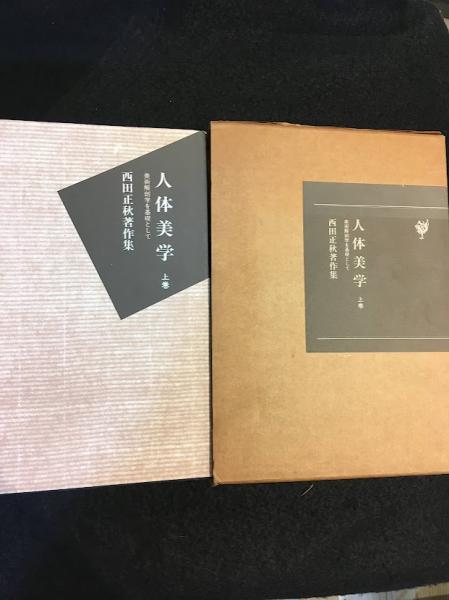 人体美学 上巻
美術解剖学を基礎として
西田正秋著作集
人体美学 上巻
美術解剖学を基礎として
西田正秋著作集